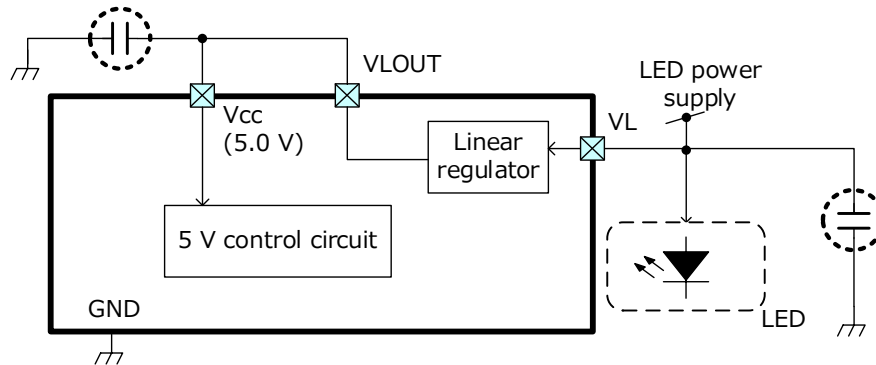 VLOUT
LED power
supply
Vcc
(5.0 V)
VL
Linear
regulator
5 V control circuit
GND
LED